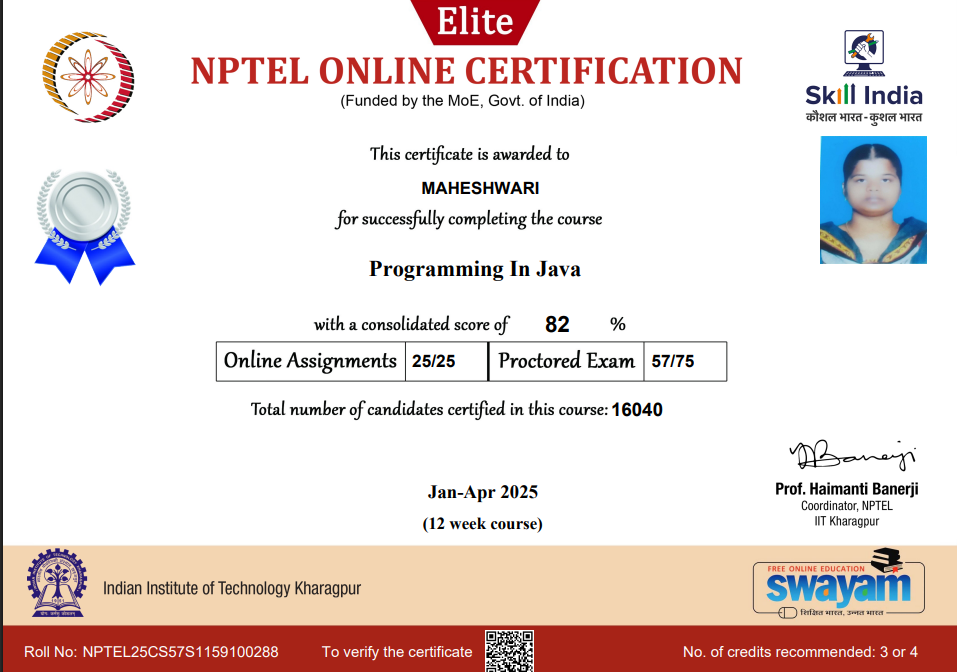 Elite
NPTEL ONLINE CERTIFICATION
(Funded by the MoE, Govt. of India)
Skill India
कौशल भारत - कुशल भारत
This certificate is awarded to
MAHESHWARI
for successfully completing the course
Programming In Java
with a consolidated score of 82 %
Online Assignments 25/25 Proctored Exam 57/75
Total number of candidates certified in this course: 16040
Jan-Apr 2025
(12 week course)
Banerji
Prof. Haimanti Banerji
Coordinator, NPTEL
IIT Kharagpur
Indian Institute of Technology Kharagpur
FREE ONLINE EDUCATION
swayam
शिक्षित भारत, उन्नत भारत
Roll No: NPTEL25CS57S1159100288 To verify the certificate No. of credits recommended: 3 or 4